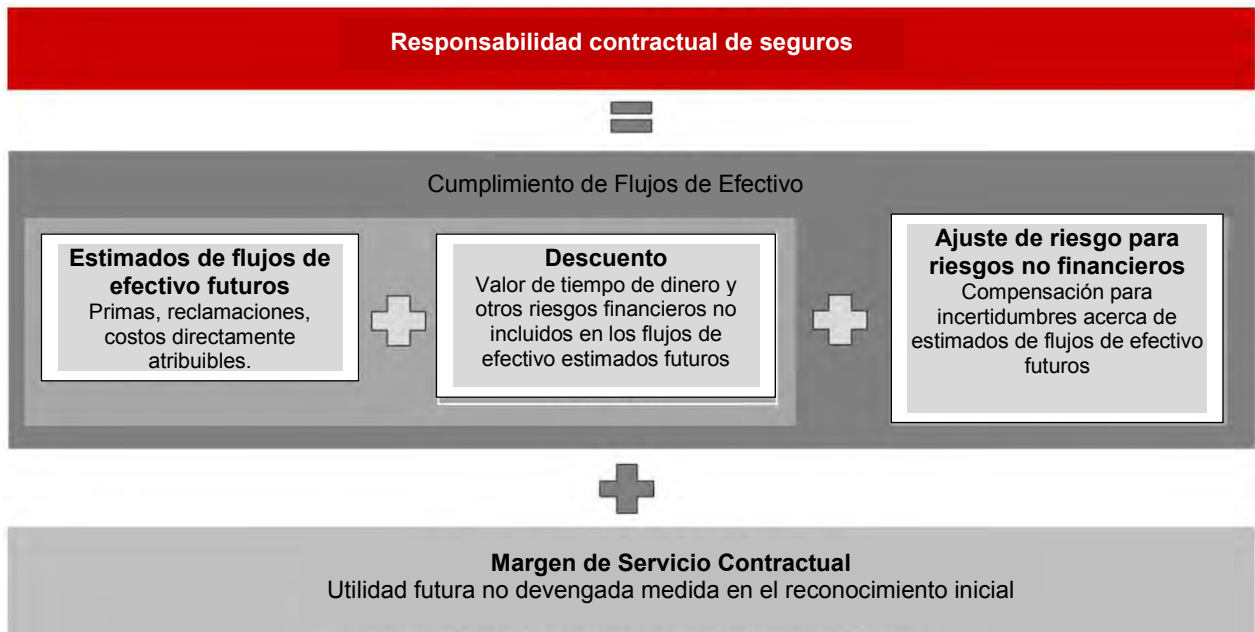 Responsabilidad contractual de seguros
=
Cumplimiento de Flujos de Efectivo
Estimados de flujos de
efectivo futuros
Primas, reclamaciones,
costos directamente
atribuibles.
+
Descuento
Valor de tiempo de dinero y
otros riesgos financieros no
incluidos en los flujos de
efectivo estimados futuros
+
Ajuste de riesgo para
riesgos no financieros
Compensación para
incertidumbres acerca de
estimados de flujos de efectivo
futuros
+
Margen de Servicio Contractual
Utilidad futura no devengada medida en el reconocimiento inicial